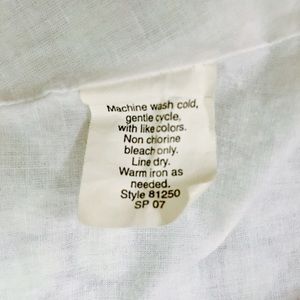 Machine wash cold,
gentle cycle,
with like colors.
Non chlorine
bleach only.
Line dry.
Warm iron as
needed.
Style 81250
SP 07